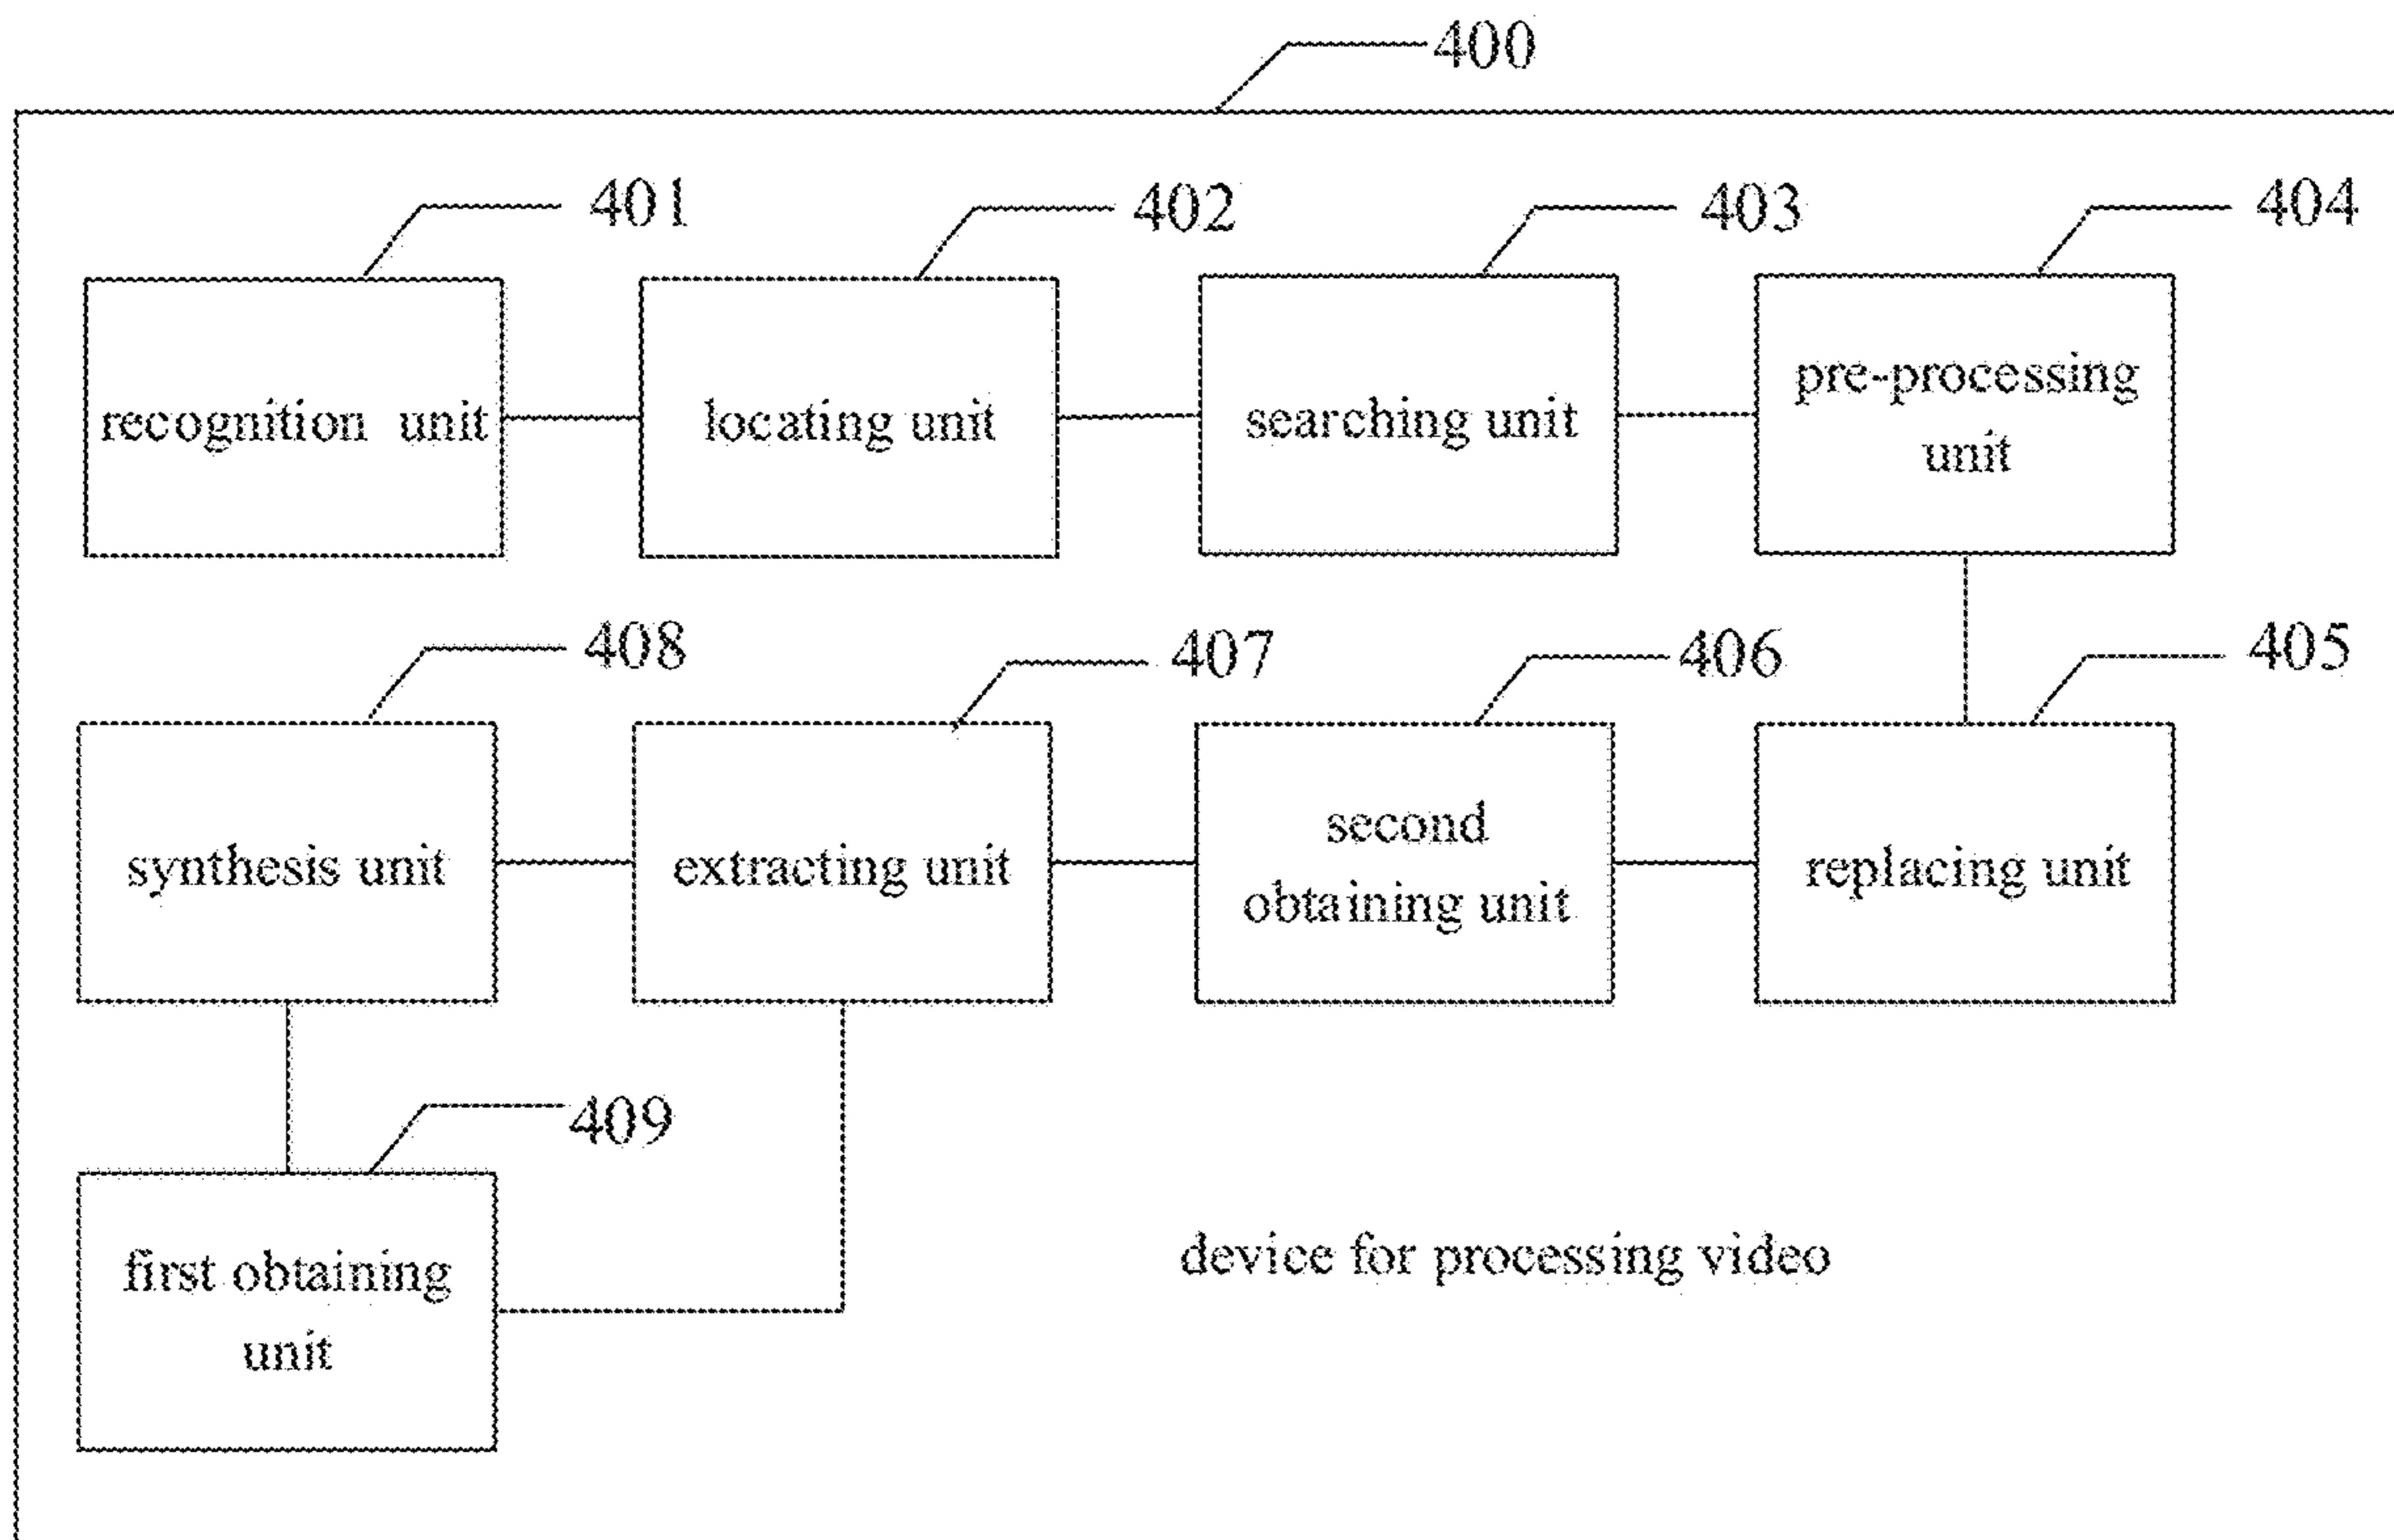 400
401
402
403
404
recognition unit
locating unit
searching unit
pre-processing
unit
408
407
406
405
synthesis unit
extracting unit
second
obtaining unit
replacing unit
409
first obtaining
unit
device for processing video